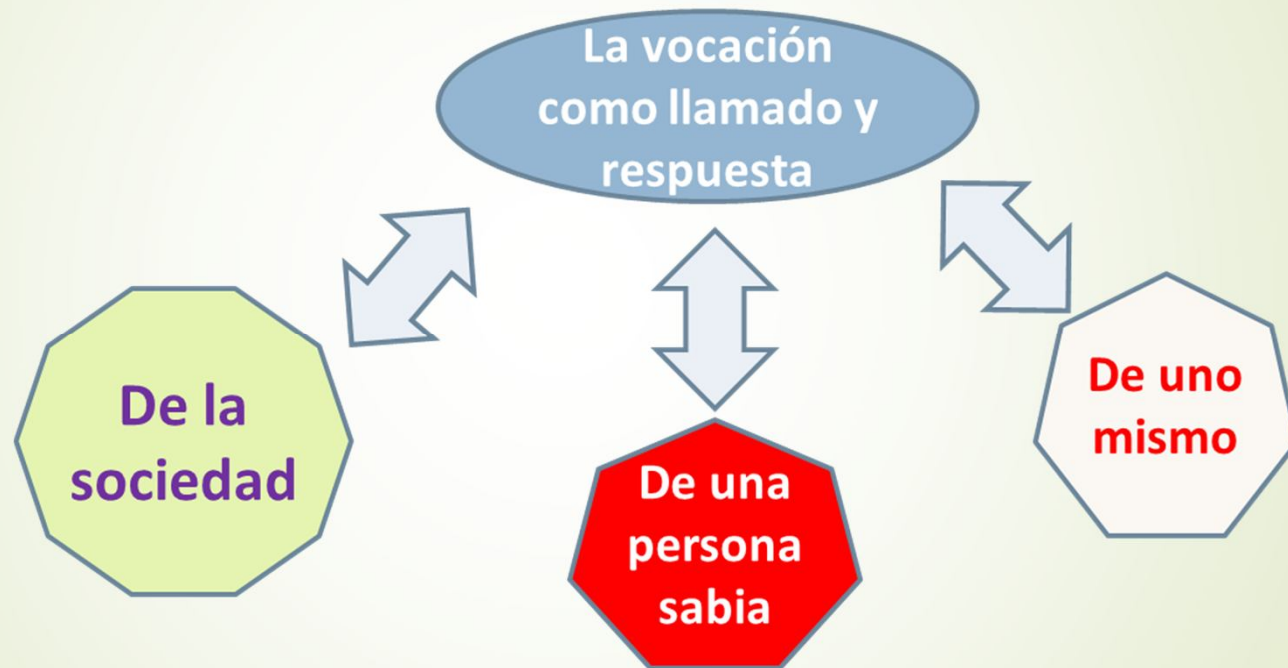 La vocación
como llamado y
respuesta
De la
sociedad
De una
persona
sabia
De uno
mismo